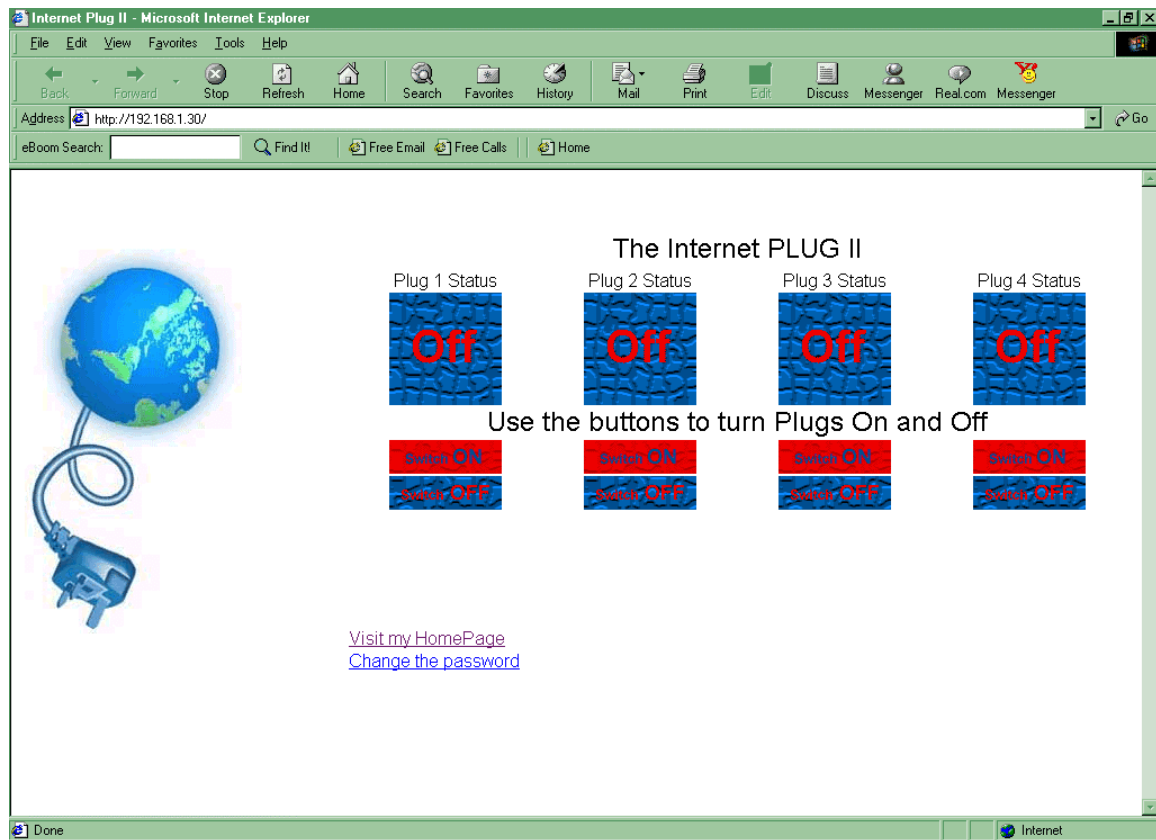 Internet Plug II - Microsoft Internet Explorer
File Edit View Favorites Tools Help
Back Forward Stop Refresh Home Search Favorites History Mail Print Edit Discuss Messenger Real.com Messenger
Address http://192.168.1.30/ Go
eBoom Search: Find It! Free Email Free Calls Home
The Internet PLUG II
Plug 1 Status Plug 2 Status Plug 3 Status Plug 4 Status
Off Off Off Off
Use the buttons to turn Plugs On and Off
Switch ON Switch ON Switch ON Switch ON
Switch OFF Switch OFF Switch OFF Switch OFF
Visit my HomePage
Change the password
Done Internet